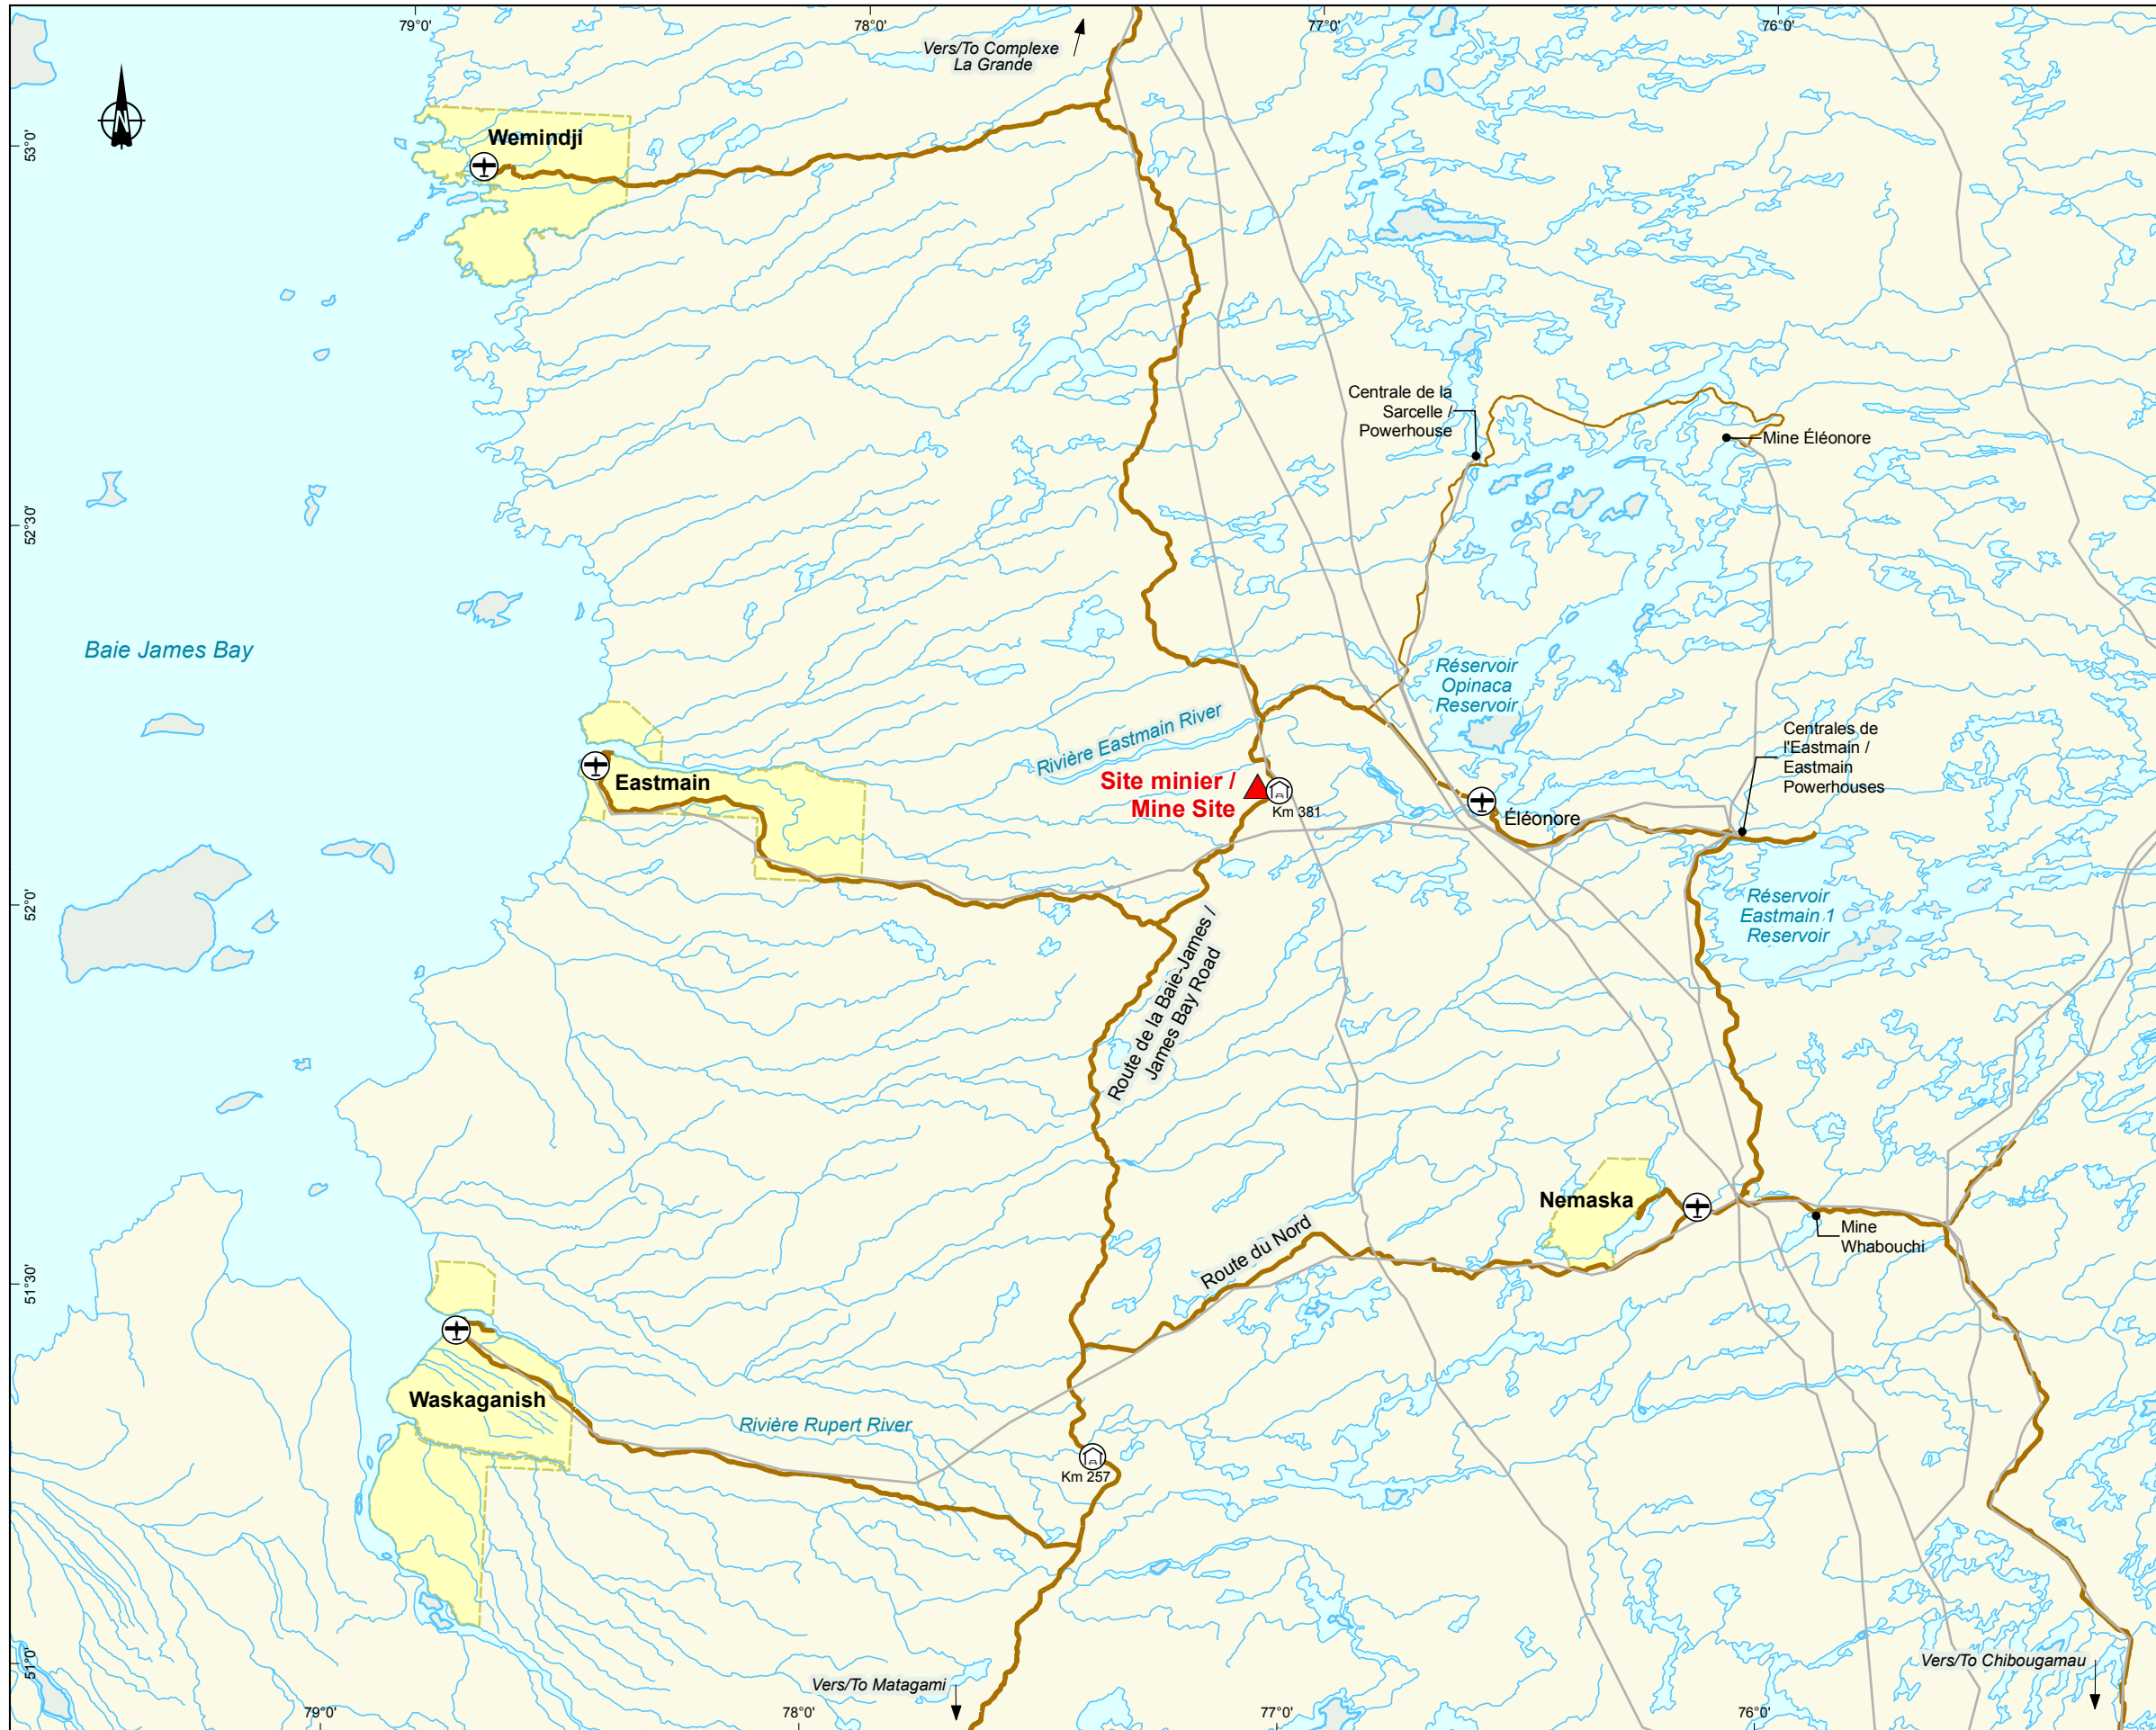 79°0'
78°0'
77°0'
76°0'
Vers/To Complexe
La Grande
N
53°0'
Wemindji
Centrale de la
Sarcelle /
Powerhouse
Mine Éléonore
52°30'
Baie James Bay
Réservoir
Opinaca
Reservoir
Rivière Eastmain River
Centrales de
l'Eastmain /
Eastmain
Powerhouses
Eastmain
Site minier /
Mine Site
Km 381
Éléonore
52°0'
Réservoir
Eastmain 1
Reservoir
Route de la Baie-James /
James Bay Road
Nemaska
Mine
Whabouchi
Route du Nord
51°30'
Waskaganish
Rivière Rupert River
Km 257
51°0'
Vers/To Matagami
Vers/To Chibougamau
79°0'
78°0'
77°0'
76°0'